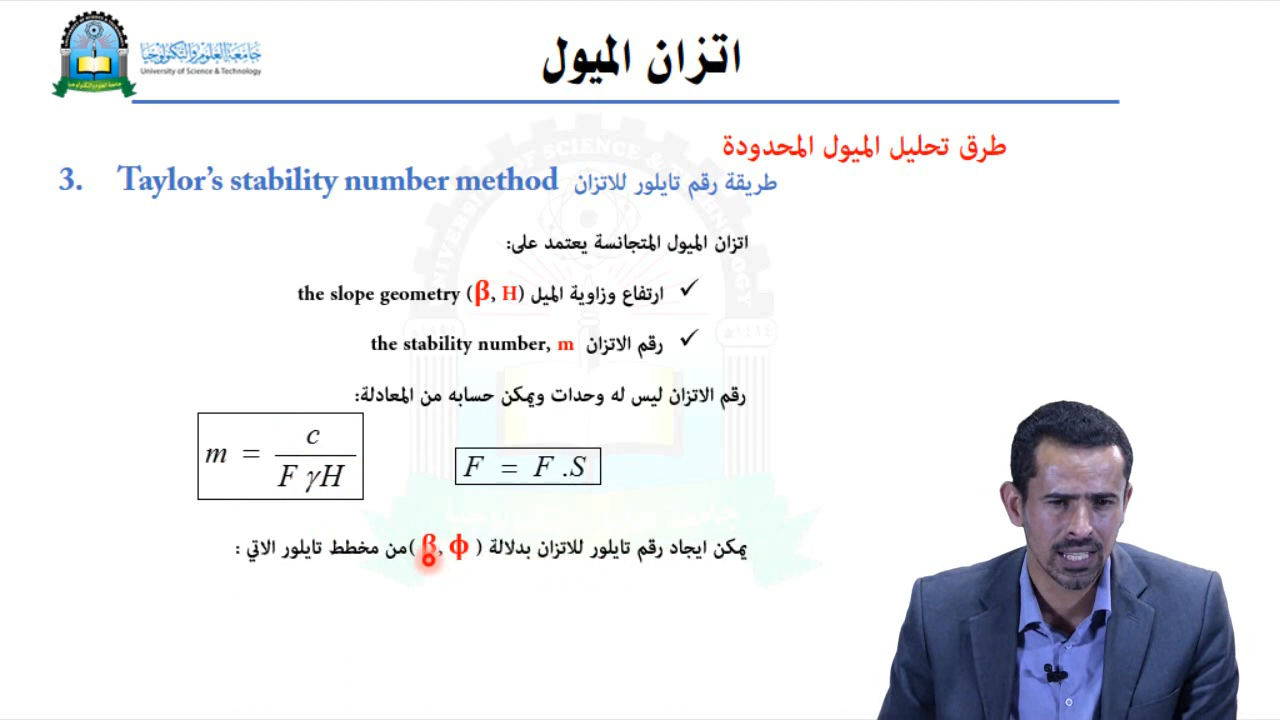 جامعة العلوم والتكنولوجيا
University of Science & Technology
اتزان الميول
طرق تحليل الميول المحدودة
3. Taylor's stability number method طريقة رقم تايلور للاتزان
اتزان الميول المتجانسة يعتمد على:
✓ ارتفاع وزاوية الميل the slope geometry (β, H)
✓ رقم الاتزان the stability number, m
رقم الاتزان ليس له وحدات ويمكن حسابه من المعادلة:
m = c / F γH
F = F .S
يمكن ايجاد رقم تايلور للاتزان بدلالة ( β, ϕ )من مخطط تايلور الاتي :